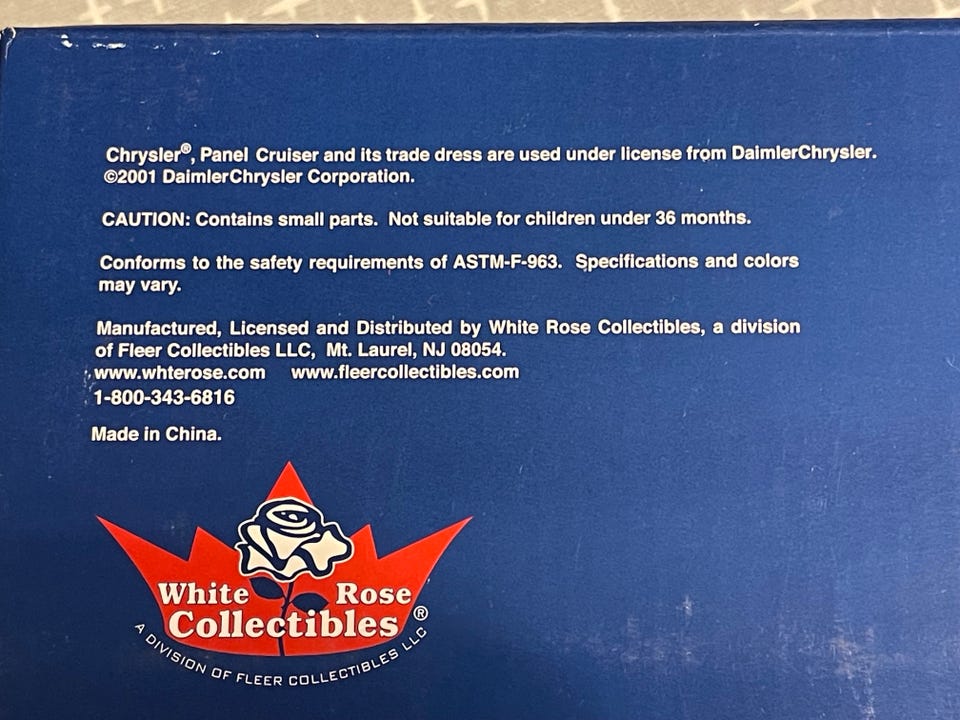 Chrysler®, Panel Cruiser and its trade dress are used under license from DaimlerChrysler.
©2001 DaimlerChrysler Corporation.
CAUTION: Contains small parts. Not suitable for children under 36 months.
Conforms to the safety requirements of ASTM-F-963. Specifications and colors
may vary.
Manufactured, Licensed and Distributed by White Rose Collectibles, a division
of Fleer Collectibles LLC, Mt. Laurel, NJ 08054.
www.whterose.com www.fleercollectibles.com
1-800-343-6816
Made in China.
White Rose
Collectibles®
A DIVISION OF FLEER COLLECTIBLES LLC